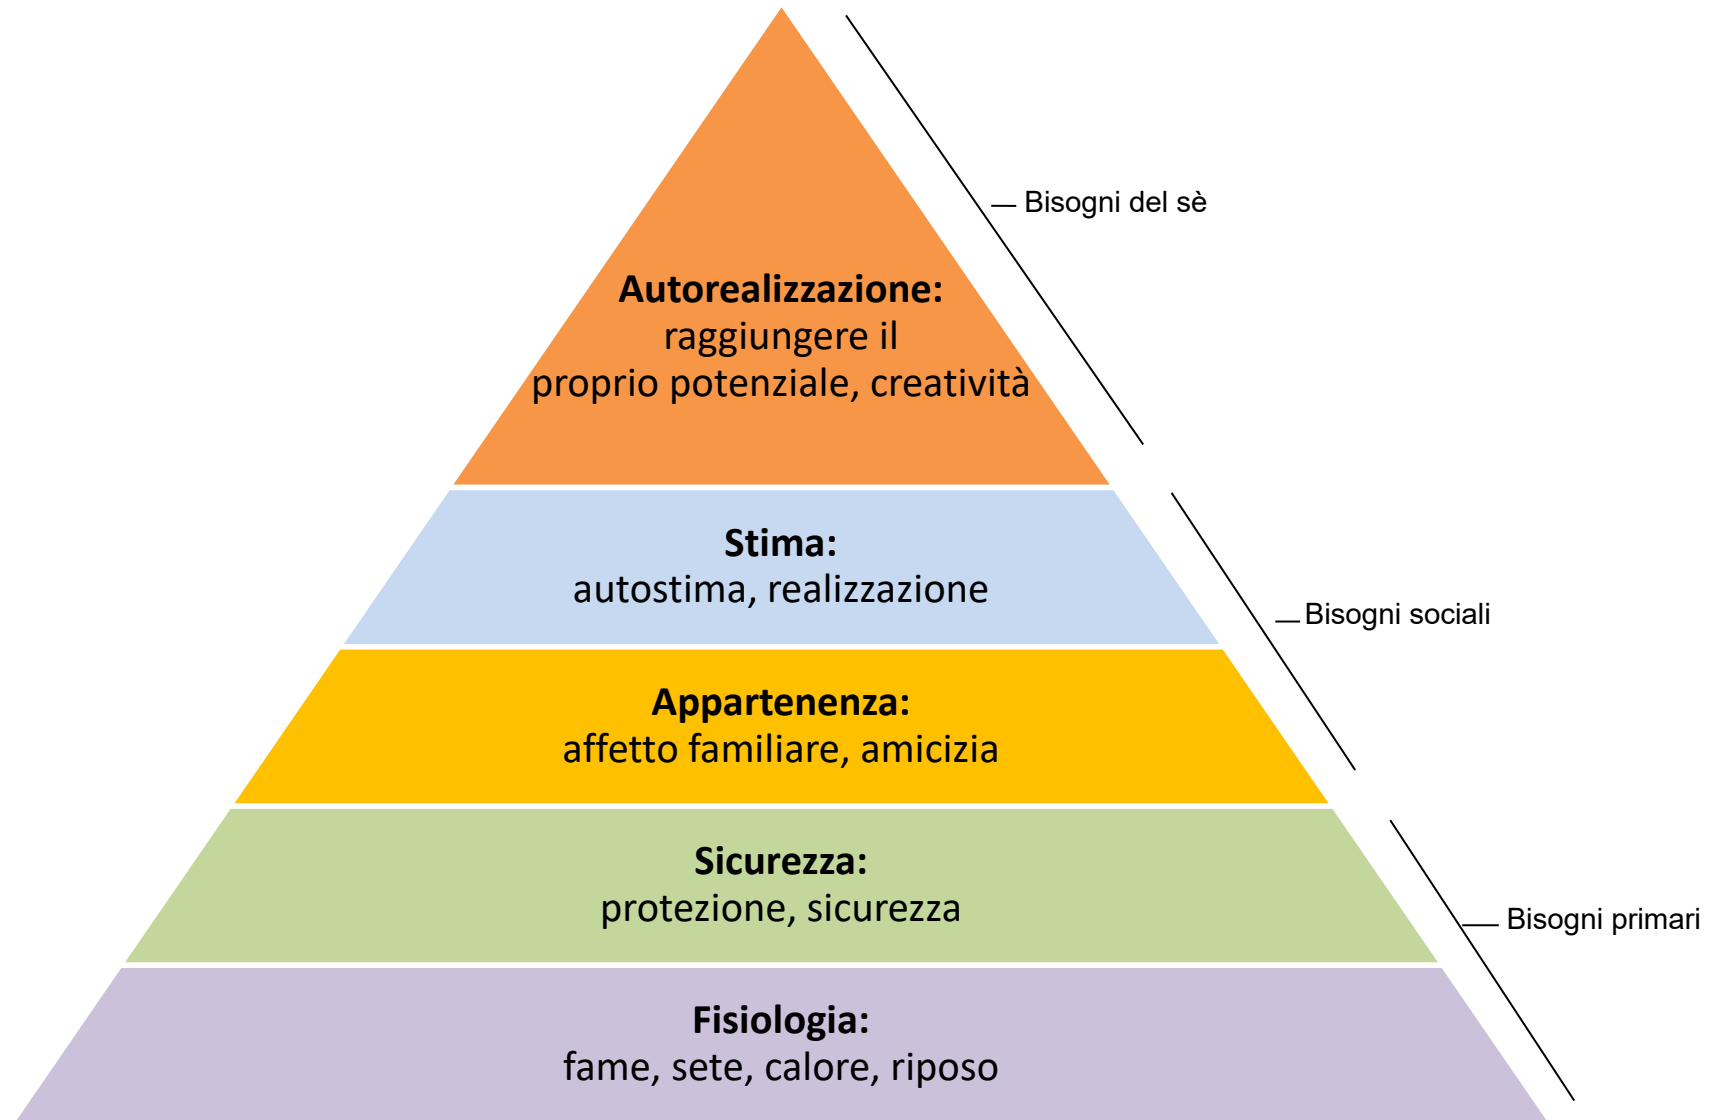 Bisogni del sè
Autorealizzazione:
raggiungere il
proprio potenziale, creatività
Stima:
autostima, realizzazione
Bisogni sociali
Appartenenza:
affetto familiare, amicizia
Sicurezza:
protezione, sicurezza
Bisogni primari
Fisiologia:
fame, sete, calore, riposo